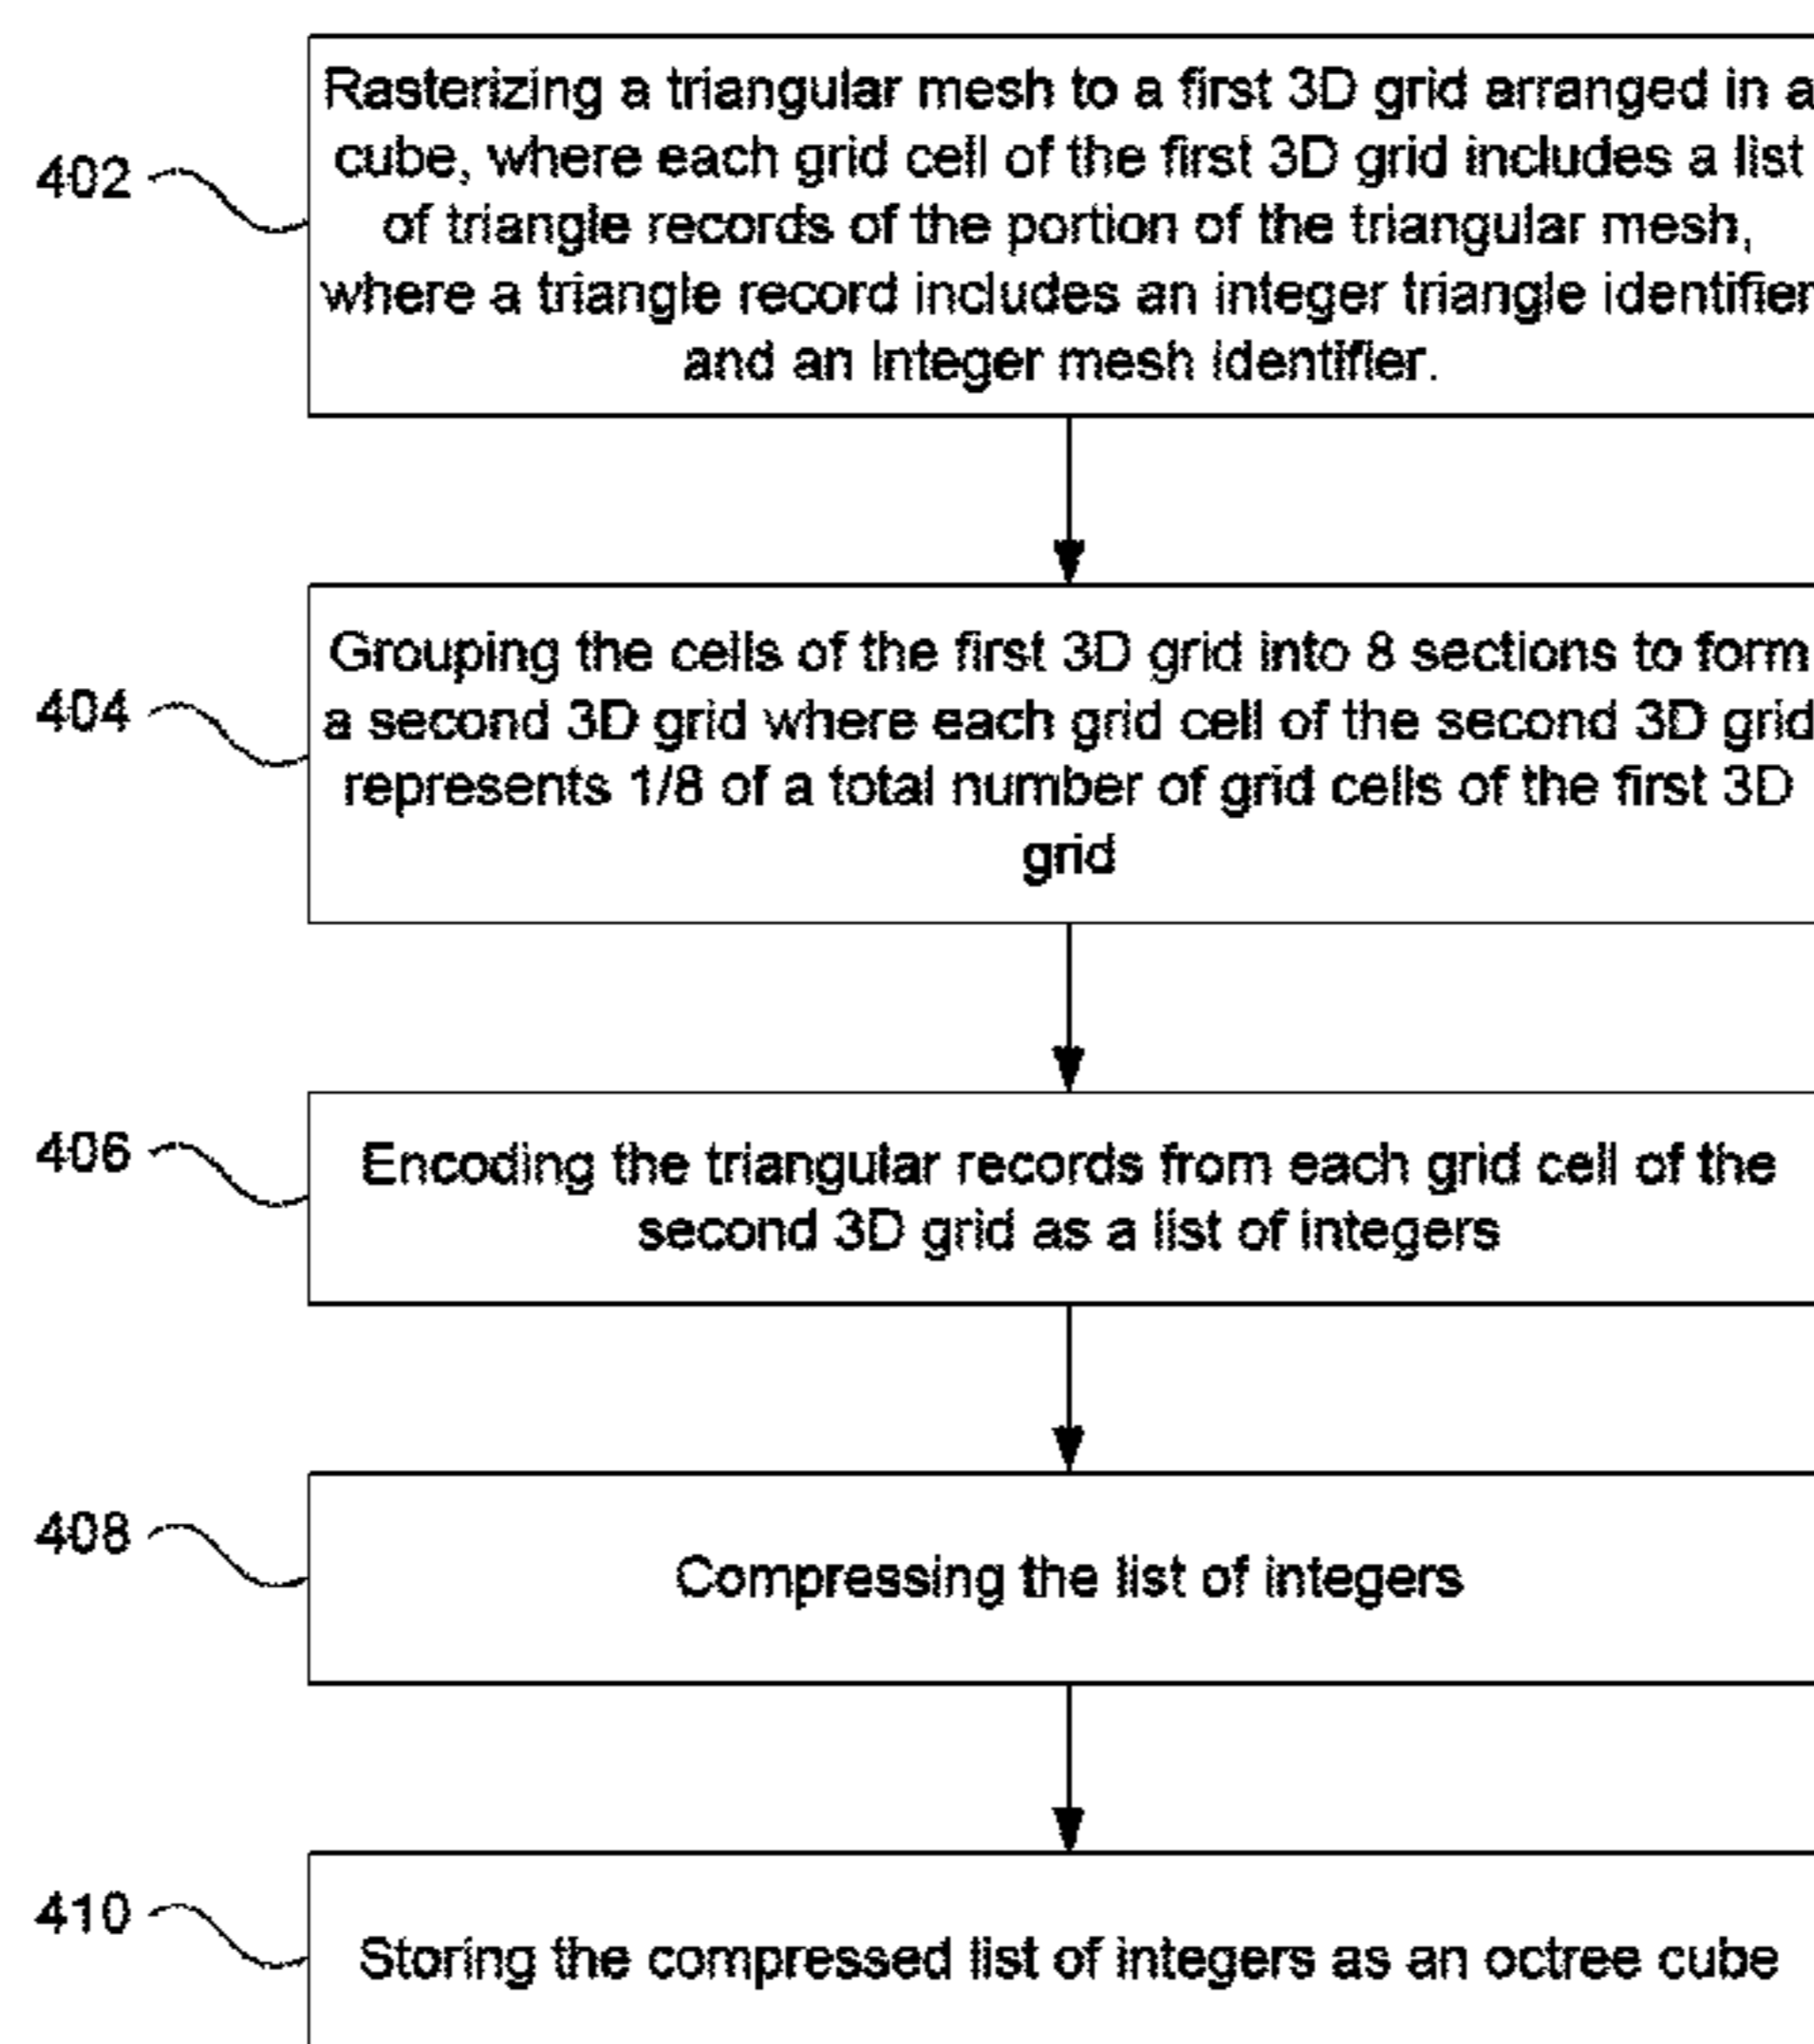 Rasterizing a triangular mesh to a first 3D grid arranged in a
cube, where each grid cell of the first 3D grid includes a list
402
of triangle records of the portion of the triangular mesh,
where a triangle record includes an integer triangle identifier
and an integer mesh identifier.
Grouping the cells of the first 3D grid into 8 sections to form
404
a second 3D grid where each grid cell of the second 3D grid
represents 1/8 of a total number of grid cells of the first 3D
grid
406
Encoding the triangular records from each grid cell of the
second 3D grid as a list of integers
408
Compressing the list of integers
410
Storing the compressed list of integers as an octree cube